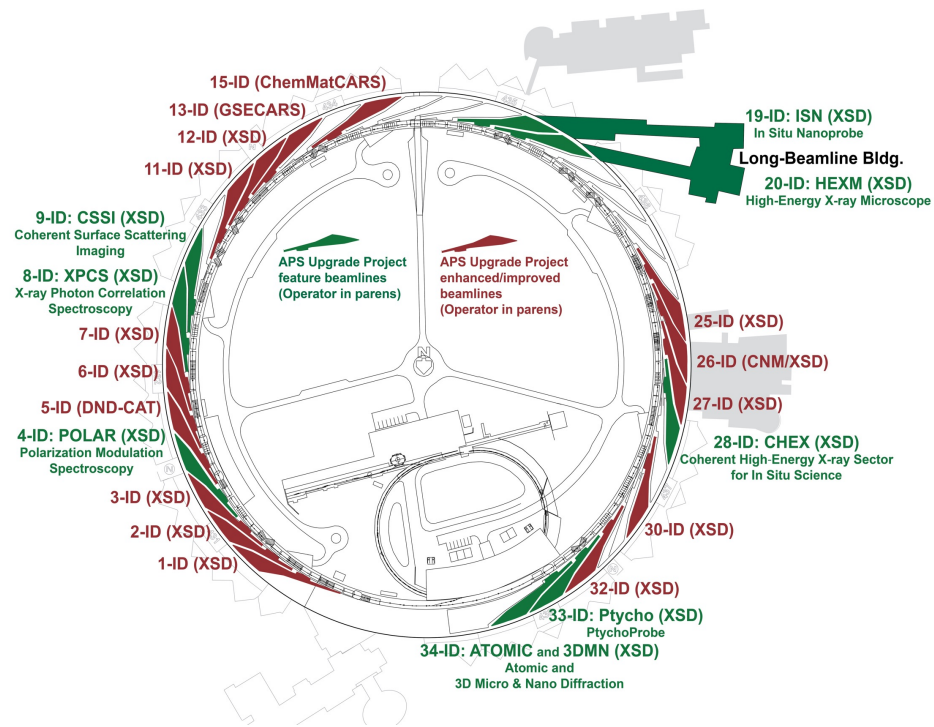 15-ID (ChemMatCARS)
13-ID (GSECARS)
12-ID (XSD)
11-ID (XSD)
9-ID: CSSI (XSD)
Coherent Surface Scattering
Imaging
8-ID: XPCS (XSD)
X-ray Photon Correlation
Spectroscopy
7-ID (XSD)
6-ID (XSD)
5-ID (DND-CAT)
4-ID: POLAR (XSD)
Polarization Modulation
Spectroscopy
3-ID (XSD)
2-ID (XSD)
1-ID (XSD)
APS Upgrade Project
feature beamlines
(Operator in parens)
APS Upgrade Project
enhanced/improved
beamlines
(Operator in parens)
N
19-ID: ISN (XSD)
In Situ Nanoprobe
Long-Beamline Bldg.
20-ID: HEXM (XSD)
High-Energy X-ray Microscope
25-ID (XSD)
26-ID (CNM/XSD)
27-ID (XSD)
28-ID: CHEX (XSD)
Coherent High-Energy X-ray Sector
for In Situ Science
30-ID (XSD)
32-ID (XSD)
33-ID: Ptycho (XSD)
PtychoProbe
34-ID: ATOMIC and 3DMN (XSD)
Atomic and
3D Micro & Nano Diffraction